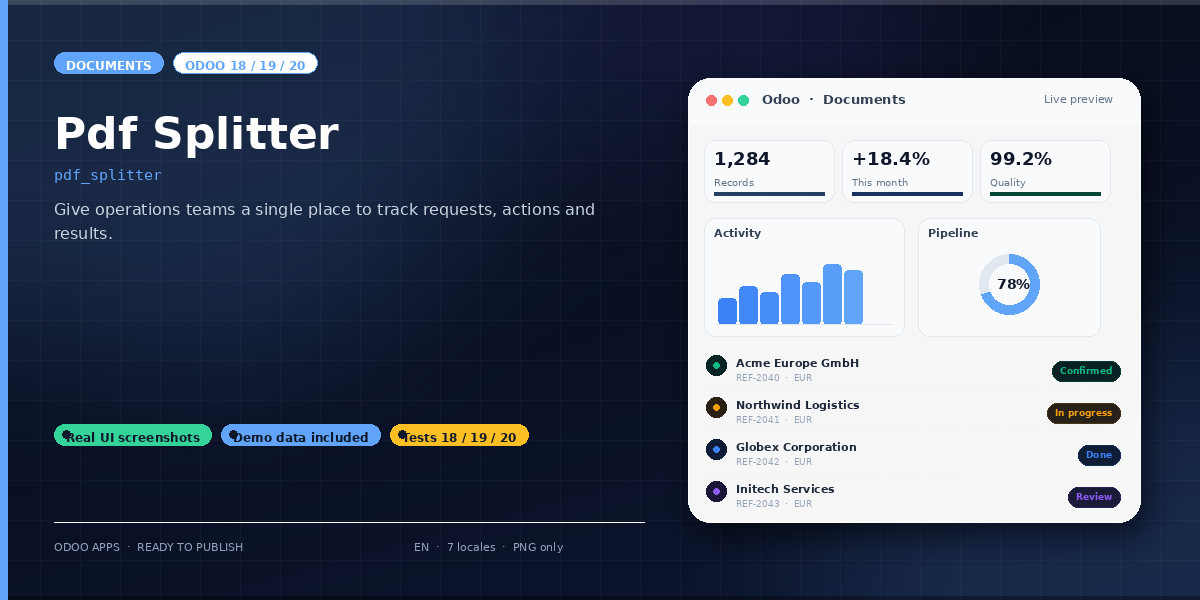 DOCUMENTS
ODOO 18 / 19 / 20
Pdf Splitter
pdf_splitter
Give operations teams a single place to track requests, actions and
results.
Real UI screenshots
Demo data included
Tests 18 / 19 / 20
ODOO APPS · READY TO PUBLISH
EN · 7 locales · PNG only
Odoo · Documents
Live preview
1,284
Records
+18.4%
This month
99.2%
Quality
Activity
Pipeline
78%
Acme Europe GmbH
REF-2040 · EUR
Confirmed
Northwind Logistics
REF-2041 · EUR
In progress
Globex Corporation
REF-2042 · EUR
Done
Initech Services
REF-2043 · EUR
Review